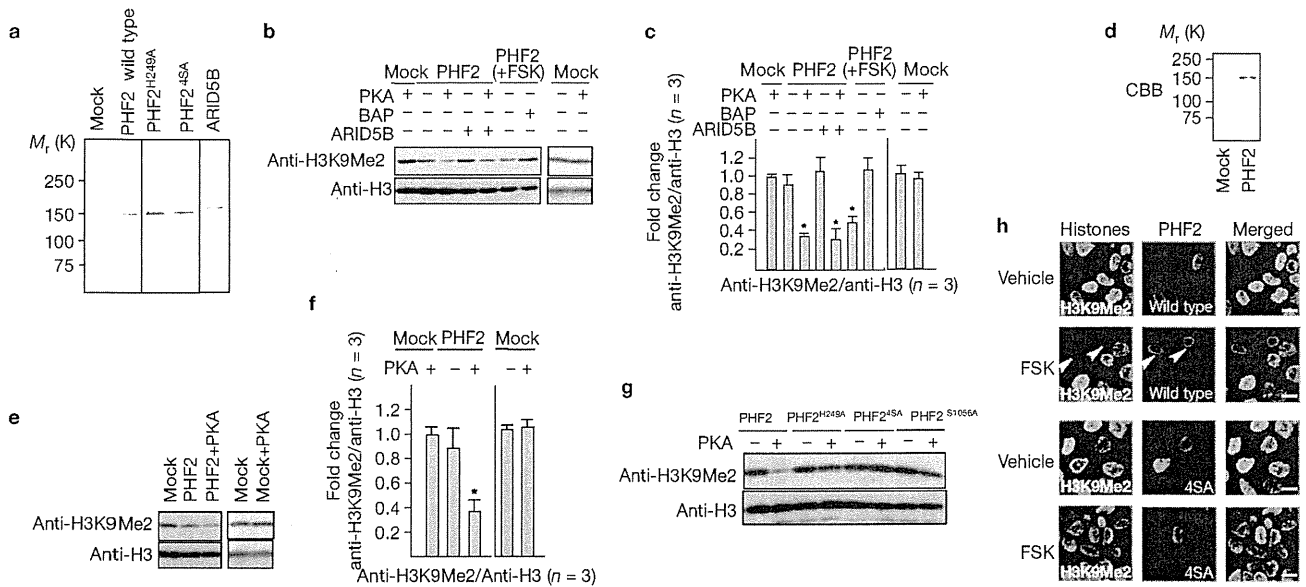 a
Mock
PHF2 wild type
PHF2H249A
PHF24SA
ARID5B
Mr (K)
250
150
100
75
b
Mock PHF2 PHF2 (+FSK) Mock
PKA + − + − + − − − +
BAP − − − − − − + − −
ARID5B − − − + + − − − −
Anti-H3K9Me2
Anti-H3
c
Mock PHF2 PHF2 (+FSK) Mock
PKA
BAP
ARID5B
Fold change
anti-H3K9Me2/anti-H3 (n = 3)
1.2
1.0
0.8
0.6
0.4
0.2
* * *
Anti-H3K9Me2/anti-H3 (n = 3)
d
Mr (K)
250
150
100
75
CBB
Mock
PHF2
e
Mock
PHF2
PHF2+PKA
Mock
Mock+PKA
Anti-H3K9Me2
Anti-H3
f
Mock PHF2 Mock
PKA + − + − +
Fold change
anti-H3K9Me2/anti-H3 (n = 3)
1.2
1.0
0.8
0.6
0.4
0.2
*
Anti-H3K9Me2/Anti-H3 (n = 3)
g
PHF2 PHF2H249A PHF24SA PHF2S1056A
PKA − + − + − + − +
Anti-H3K9Me2
Anti-H3
h
Histones PHF2 Merged
Vehicle
H3K9Me2 Wild type
FSK
H3K9Me2 Wild type
Vehicle
H3K9Me2 4SA
FSK
H3K9Me2 4SA